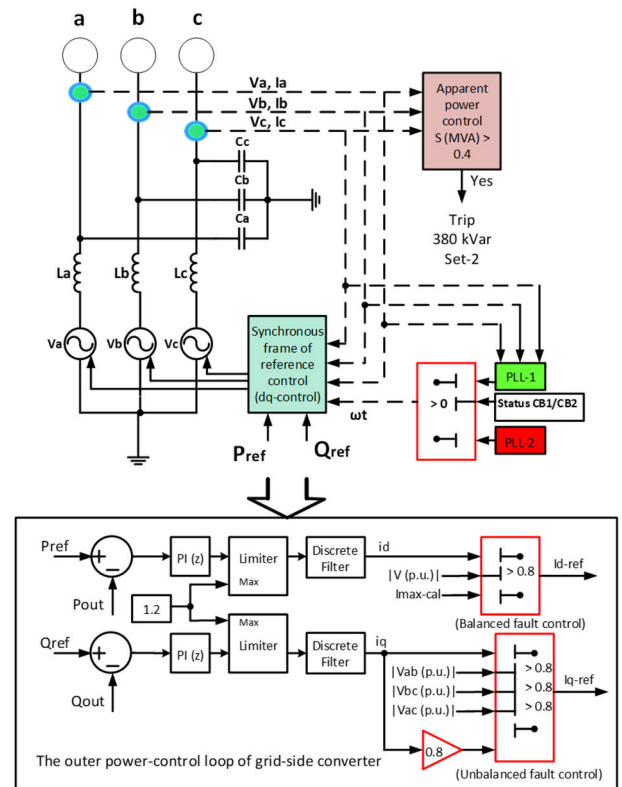 a b c
Va, Ia
Vb, Ib
Vc, Ic
Apparent
power
control
S (MVA) >
0.4
Yes
Trip
380 kVar
Set-2
Cc
Cb
Ca
La Lb Lc
Va Vb Vc
Synchronous
frame of
reference
control
(dq-control)
ωt
> 0
PLL-1
Status CB1/CB2
PLL-2
Pref Qref
Pref
Pout
PI (z)
Limiter
Max
Discrete
Filter
id
|V (p.u.)|
Imax-cal
> 0.8
Id-ref
(Balanced fault control)
1.2
Qref
Qout
PI (z)
Max
Limiter
Discrete
Filter
iq
|Vab (p.u.)|
|Vbc (p.u.)|
|Vac (p.u.)|
> 0.8
> 0.8
> 0.8
Iq-ref
0.8
(Unbalanced fault control)
The outer power-control loop of grid-side converter